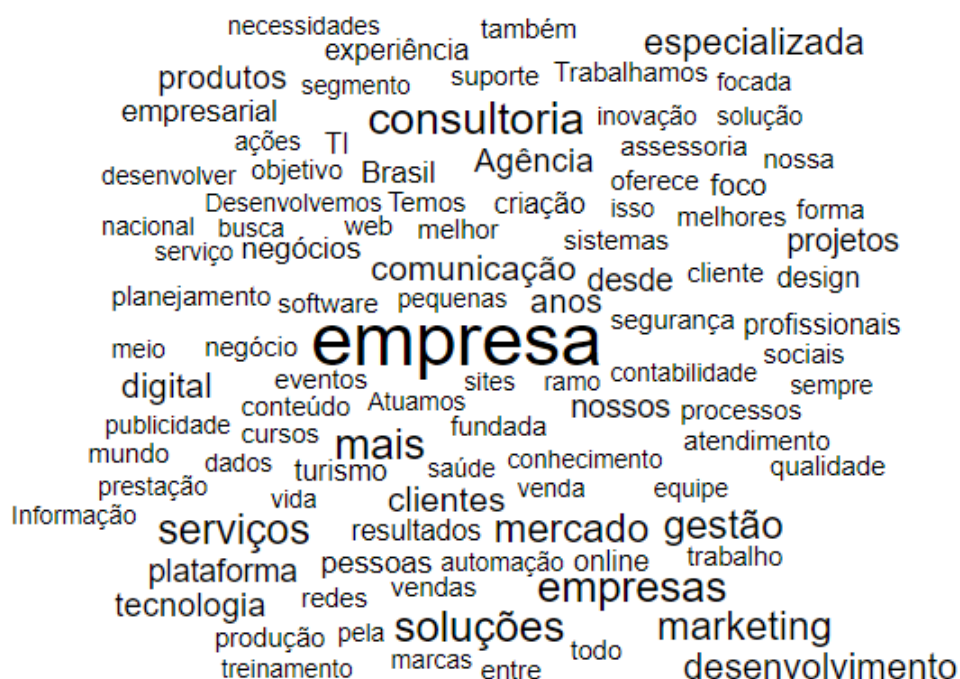 necessidades também
experiência especializada
produtos segmento suporte Trabalhamos focada
empresarial consultoria inovação solução
ações TI Agência assessoria nossa
desenvolver objetivo Brasil oferece foco
Desenvolvemos Temos criação isso melhores forma
nacional busca web melhor sistemas projetos
serviço negócios
comunicação desde cliente design
planejamento software pequenas anos
empresa segurança profissionais
meio negócio sociais
digital eventos sites ramo contabilidade sempre
conteúdo Atuamos nossos processos
publicidade cursos mais fundada atendimento
mundo dados turismo saúde conhecimento qualidade
prestação vida clientes venda equipe
Informação serviços resultados mercado gestão
plataforma pessoas automação online trabalho
tecnologia redes vendas empresas
produção pela soluções todo marketing
treinamento marcas entre desenvolvimento